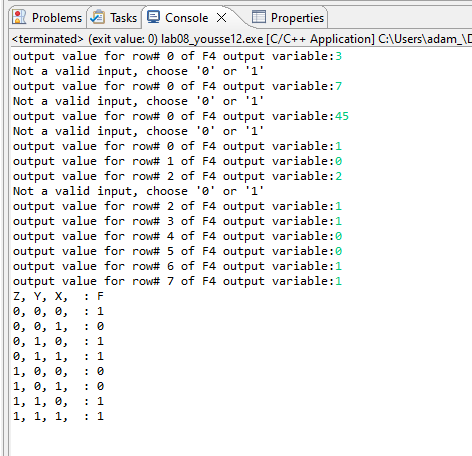 Problems Tasks Console Properties
<terminated> (exit value: 0) lab08_yousse12.exe [C/C++ Application] C:\Users\adam_\D
output value for row# 0 of F4 output variable:3
Not a valid input, choose '0' or '1'
output value for row# 0 of F4 output variable:7
Not a valid input, choose '0' or '1'
output value for row# 0 of F4 output variable:45
Not a valid input, choose '0' or '1'
output value for row# 0 of F4 output variable:1
output value for row# 1 of F4 output variable:0
output value for row# 2 of F4 output variable:2
Not a valid input, choose '0' or '1'
output value for row# 2 of F4 output variable:1
output value for row# 3 of F4 output variable:1
output value for row# 4 of F4 output variable:0
output value for row# 5 of F4 output variable:0
output value for row# 6 of F4 output variable:1
output value for row# 7 of F4 output variable:1
Z, Y, X,  : F
0, 0, 0,  : 1
0, 0, 1,  : 0
0, 1, 0,  : 1
0, 1, 1,  : 1
1, 0, 0,  : 0
1, 0, 1,  : 0
1, 1, 0,  : 1
1, 1, 1,  : 1